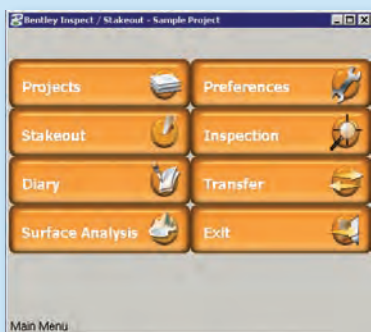 Bentley Inspect / Stakeout - Sample Project
Projects
Preferences
Stakeout
Inspection
Diary
Transfer
Surface Analysis
Exit
Main Menu